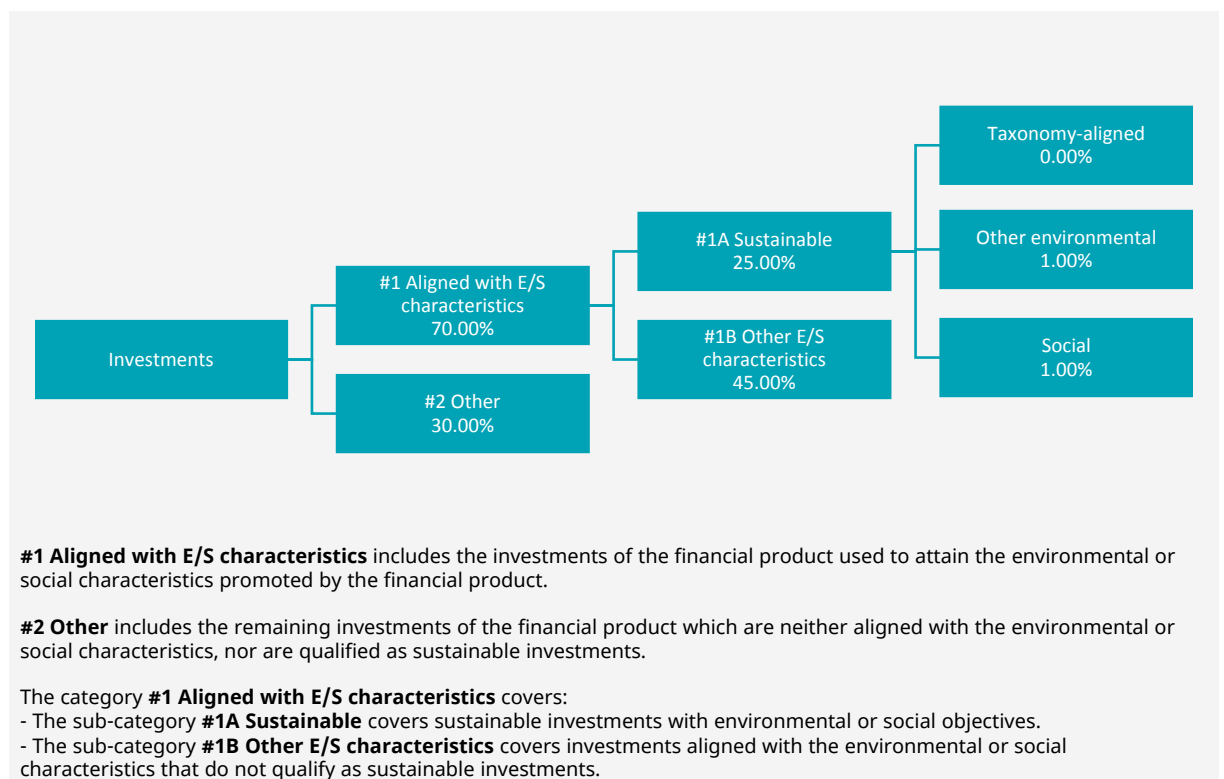 Investments
#1 Aligned with E/S
characteristics
70.00%
#2 Other
30.00%
#1A Sustainable
25.00%
#1B Other E/S
characteristics
45.00%
Taxonomy-aligned
0.00%
Other environmental
1.00%
Social
1.00%
#1 Aligned with E/S characteristics includes the investments of the financial product used to attain the environmental or
social characteristics promoted by the financial product.
#2 Other includes the remaining investments of the financial product which are neither aligned with the environmental or
social characteristics, nor are qualified as sustainable investments.
The category #1 Aligned with E/S characteristics covers:
- The sub-category #1A Sustainable covers sustainable investments with environmental or social objectives.
- The sub-category #1B Other E/S characteristics covers investments aligned with the environmental or social
characteristics that do not qualify as sustainable investments.